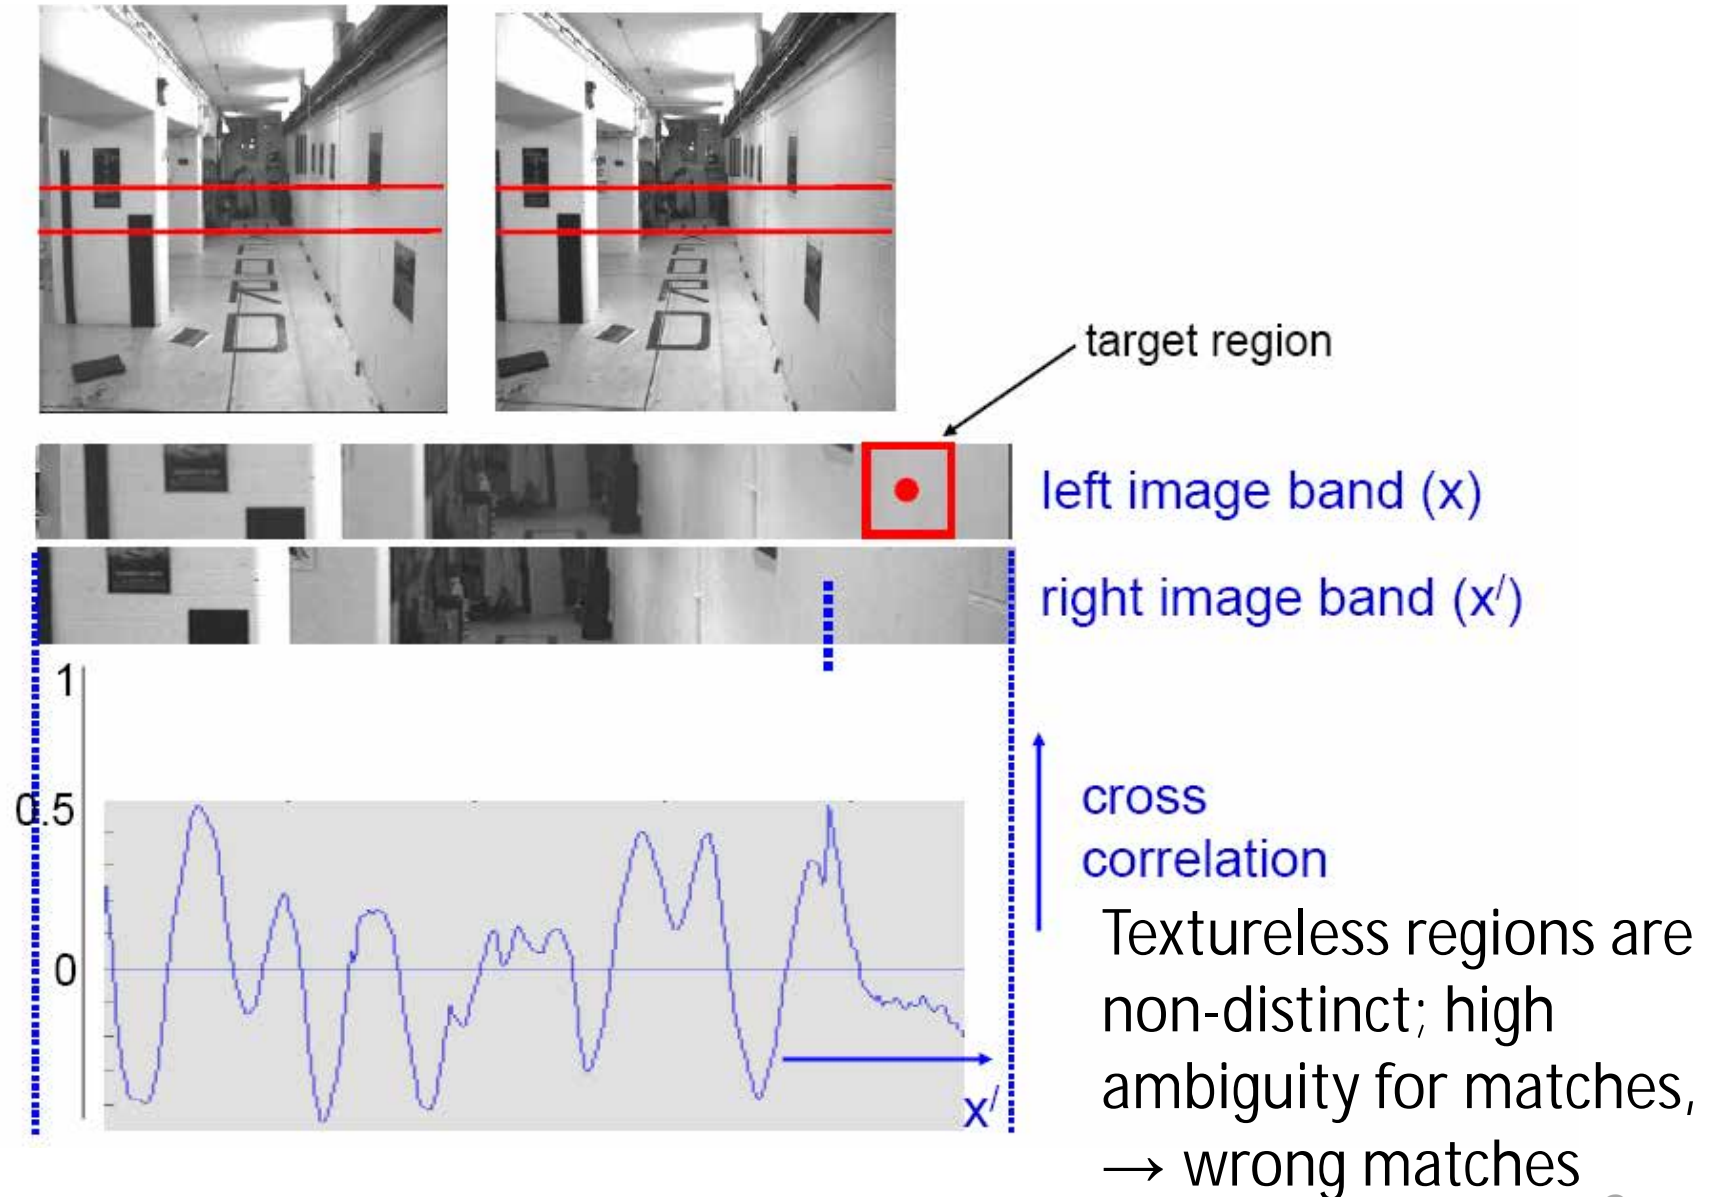 target region
left image band (x)
right image band (x/)
1
0.5
0
cross
correlation
x/
Textureless regions are
non-distinct; high
ambiguity for matches,
→ wrong matches